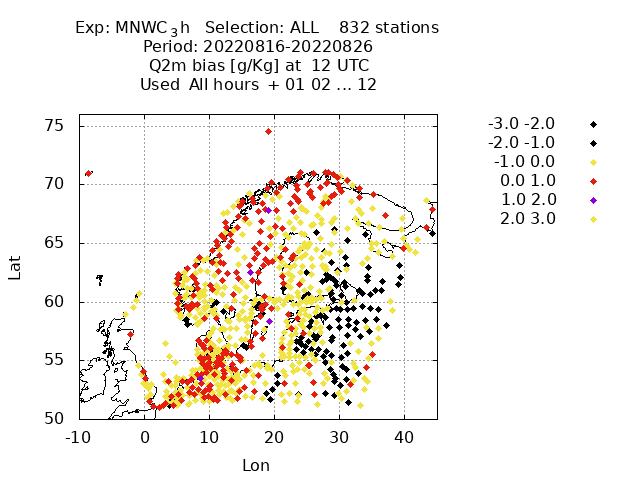 Exp: MNWC_3h   Selection: ALL    832 stations
Period: 20220816-20220826
Q2m bias [g/Kg] at  12 UTC
Used  All hours  + 01 02 ... 12
-3.0 -2.0
-2.0 -1.0
-1.0 0.0
0.0 1.0
1.0 2.0
2.0 3.0
75
70
65
60
55
50
Lat
-10 0 10 20 30 40
Lon